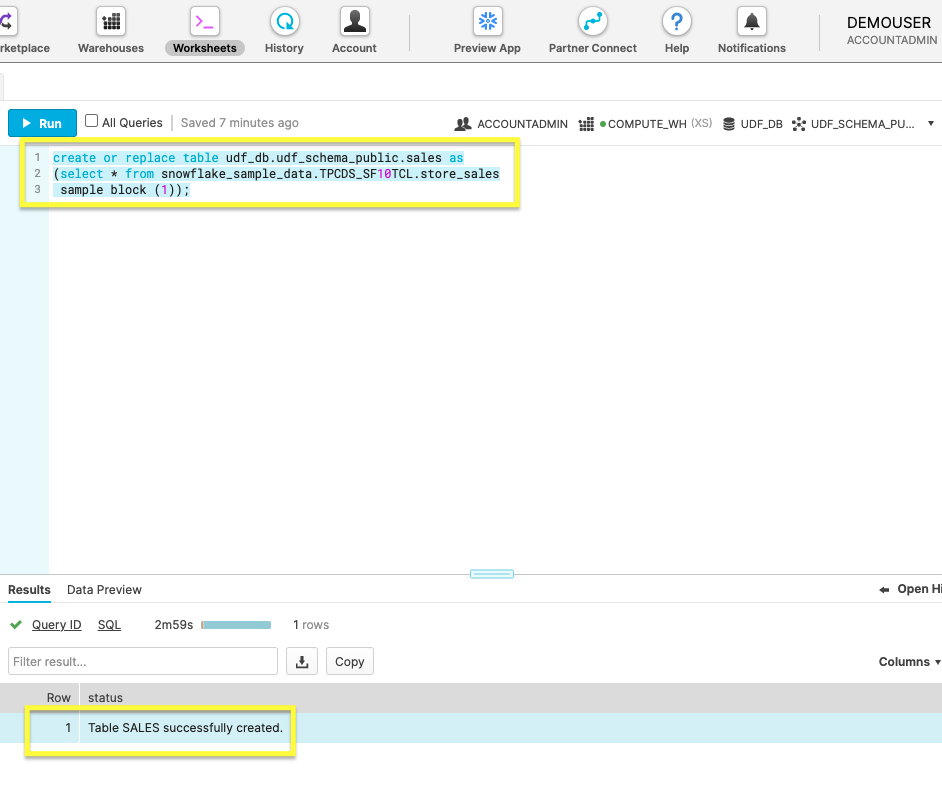 rketplace Warehouses Worksheets History Account Preview App Partner Connect Help Notifications
DEMOUSER
ACCOUNTADMIN
Run All Queries Saved 7 minutes ago ACCOUNTADMIN COMPUTE_WH (XS) UDF_DB UDF_SCHEMA_PU...
1 create or replace table udf_db.udf_schema_public.sales as
2 (select * from snowflake_sample_data.TPCDS_SF10TCL.store_sales
3 sample block (1));
Results Data Preview Open Hi
Query ID SQL 2m59s 1 rows
Filter result... Copy Columns
Row status
1 Table SALES successfully created.